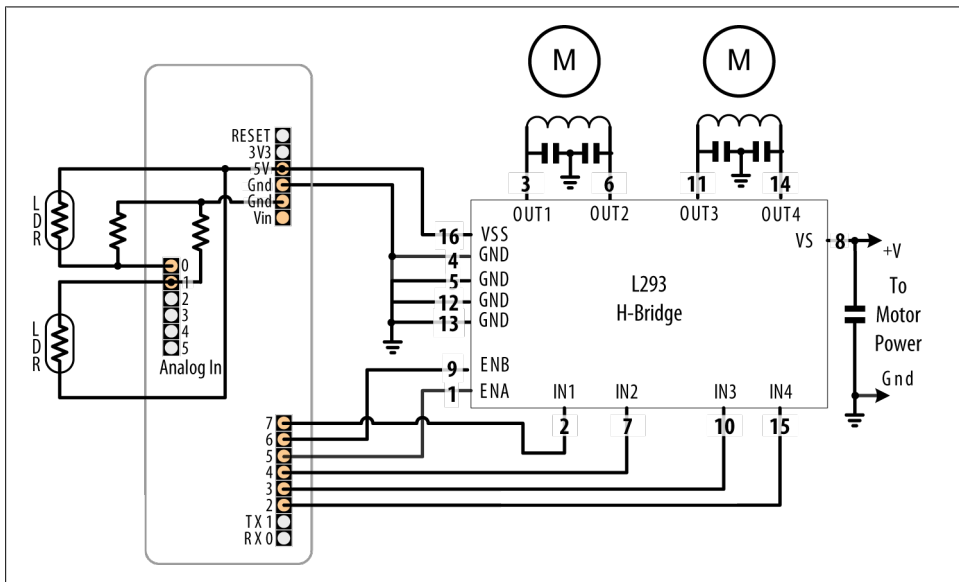 M
M
RESET
3V3
5V
Gnd
Gnd
Vin
LDR
LDR
0
1
2
3
4
5
Analog In
7
6
5
4
3
2
TX 1
RX 0
3
6
11
14
OUT1
OUT2
OUT3
OUT4
16
VSS
4
GND
5
GND
12
GND
13
GND
9
ENB
1
ENA
L293
H-Bridge
VS
8
+V
To
Motor
Power
Gnd
IN1
IN2
IN3
IN4
2
7
10
15